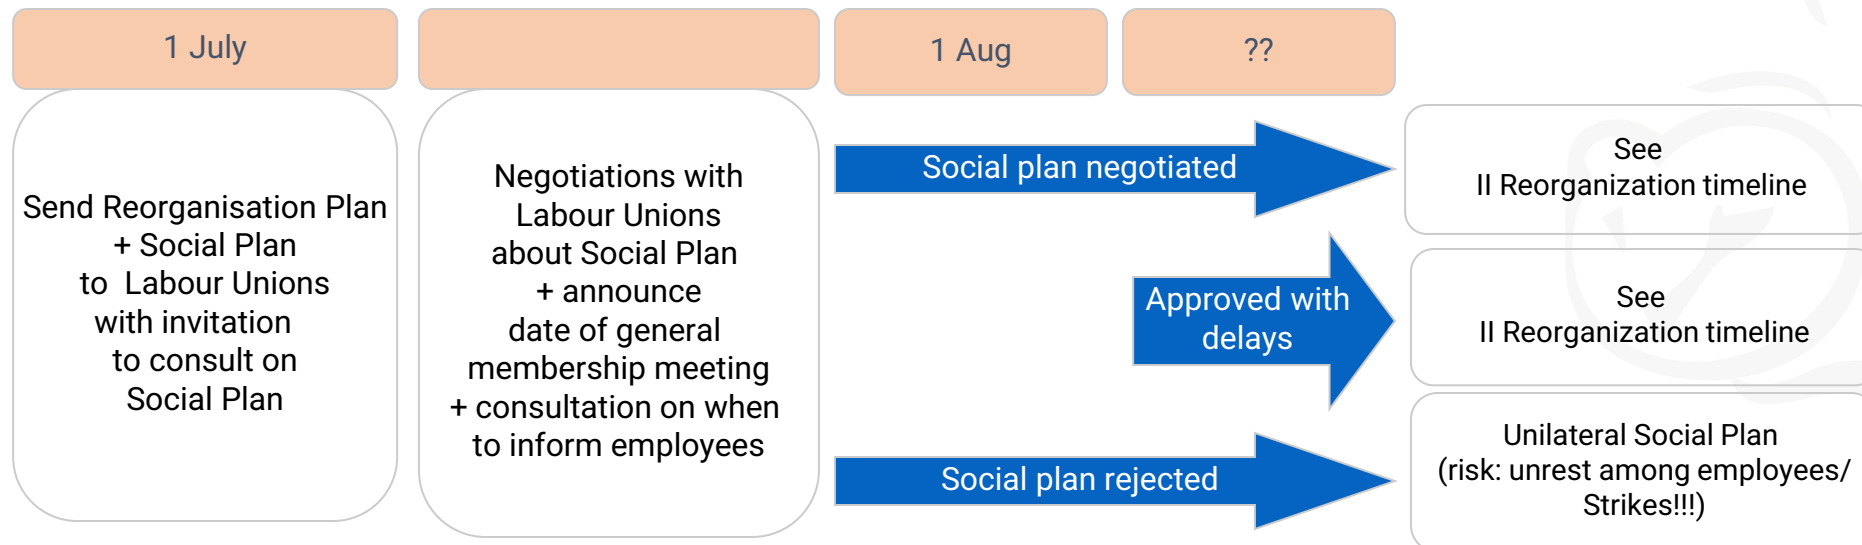 1 July
1 Aug
??
Send Reorganisation Plan
+ Social Plan
to Labour Unions
with invitation
to consult on
Social Plan
Negotiations with
Labour Unions
about Social Plan
+ announce
date of general
membership meeting
+ consultation on when
to inform employees
Social plan negotiated
See
II Reorganization timeline
Approved with
delays
See
II Reorganization timeline
Social plan rejected
Unilateral Social Plan
(risk: unrest among employees/
Strikes!!!)